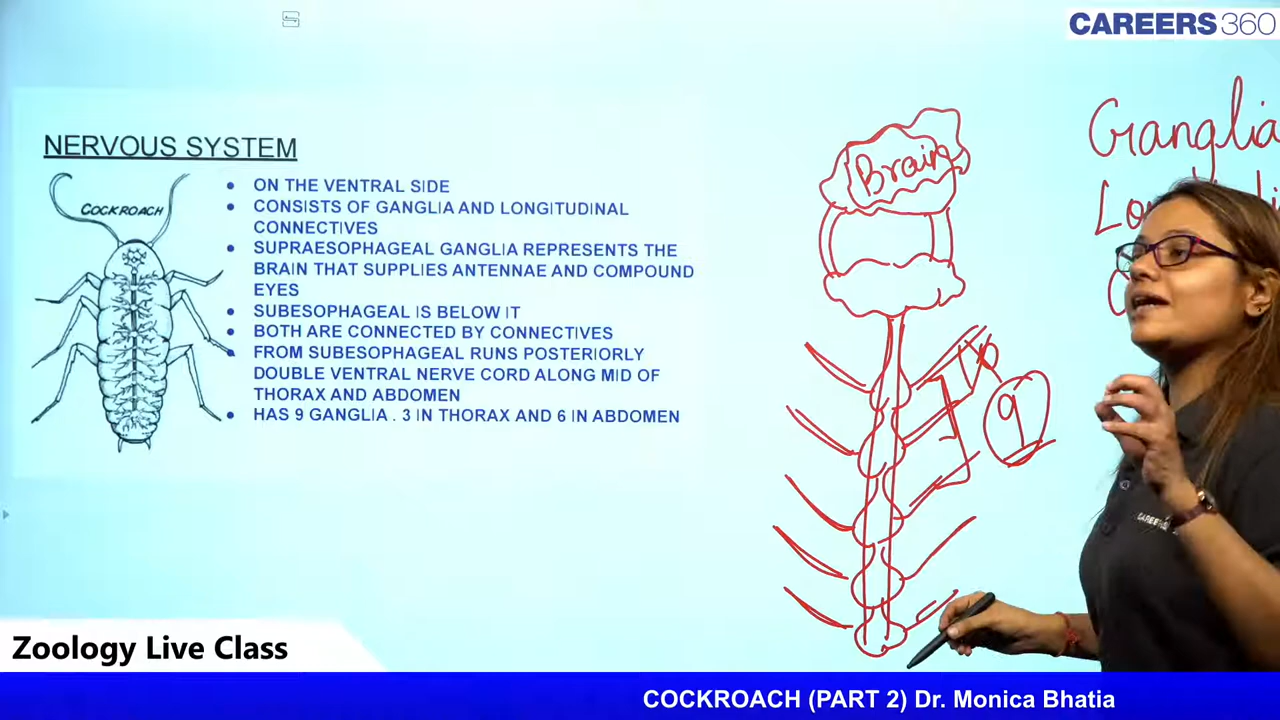 CAREERS360
NERVOUS SYSTEM
COCKROACH
● ON THE VENTRAL SIDE
● CONSISTS OF GANGLIA AND LONGITUDINAL
CONNECTIVES
● SUPRAESOPHAGEAL GANGLIA REPRESENTS THE
BRAIN THAT SUPPLIES ANTENNAE AND COMPOUND
EYES
● SUBESOPHAGEAL IS BELOW IT
● BOTH ARE CONNECTED BY CONNECTIVES
● FROM SUBESOPHAGEAL RUNS POSTERIORLY
DOUBLE VENTRAL NERVE CORD ALONG MID OF
THORAX AND ABDOMEN
● HAS 9 GANGLIA . 3 IN THORAX AND 6 IN ABDOMEN
Brain
9
Ganglia
Zoology Live Class
COCKROACH (PART 2) Dr. Monica Bhatia